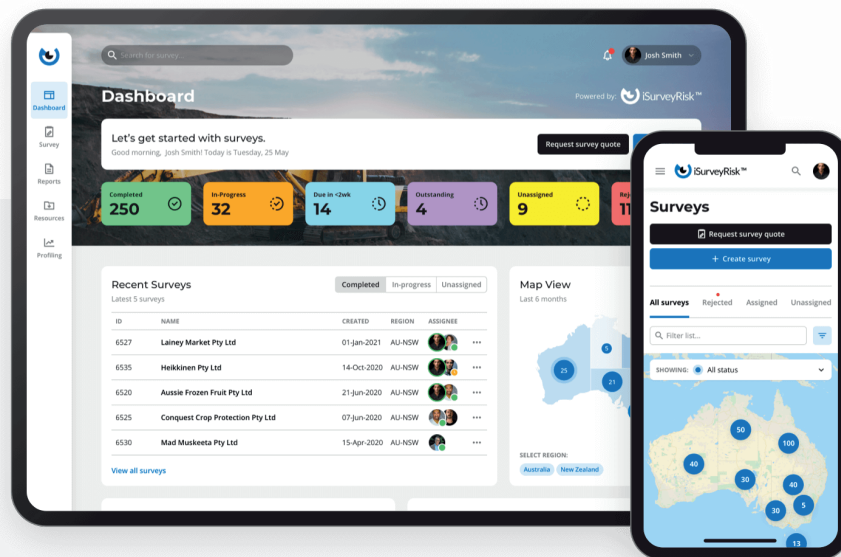 Search for survey...
Josh Smith
Dashboard
Dashboard
Powered by: iSurveyRisk™
Let's get started with surveys.
Good morning, Josh Smith! Today is Tuesday, 25 May
Request survey quote
Survey
Reports
Resources
Profiling
Completed
250
In-Progress
32
Due in <2wk
14
Outstanding
4
Unassigned
9
Recent Surveys
Latest 5 surveys
Completed In-progress Unassigned
ID NAME CREATED REGION ASSIGNEE
6527 Lainey Market Pty Ltd 01-Jan-2021 AU-NSW
6535 Heikkinen Pty Ltd 14-Oct-2020 AU-NSW
6520 Aussie Frozen Fruit Pty Ltd 21-Jun-2020 AU-NSW
6525 Conquest Crop Protection Pty Ltd 07-Jun-2020 AU-NSW
6530 Mad Musketa Pty Ltd 15-Apr-2020 AU-NSW
View all surveys
Map View
Last 6 months
5
25
21
SELECT REGION:
Australia New Zealand
iSurveyRisk™
Surveys
Request survey quote
+ Create survey
All surveys Rejected Assigned Unassigned
Filter list...
SHOWING: All status
50
100
40
30
40
5
30
13